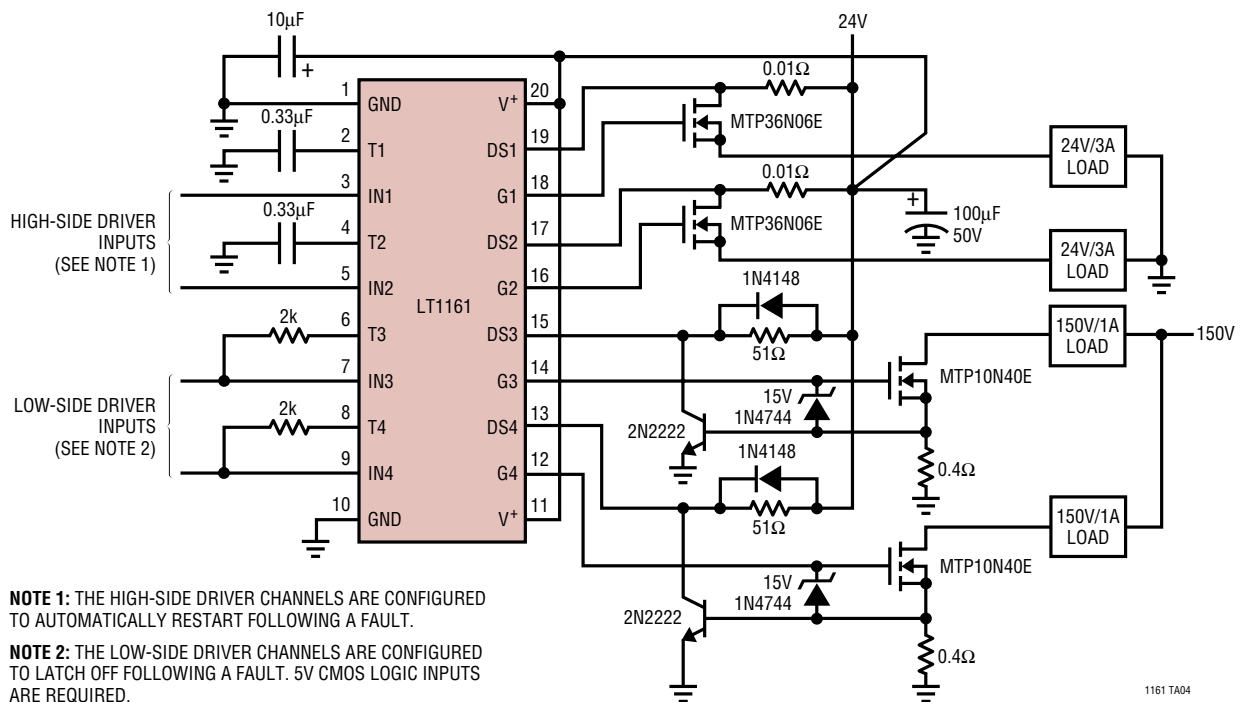 10µF
+
24V
1
GND
0.33µF
2
T1
3
IN1
HIGH-SIDE DRIVER
INPUTS
(SEE NOTE 1)
0.33µF
4
T2
5
IN2
2k
6
T3
7
IN3
LOW-SIDE DRIVER
INPUTS
(SEE NOTE 2)
2k
8
T4
9
IN4
10
GND
LT1161
V+
20
DS1
19
G1
18
DS2
17
G2
16
DS3
15
G3
14
DS4
13
G4
12
V+
11
0.01Ω
MTP36N06E
24V/3A
LOAD
0.01Ω
MTP36N06E
+
100µF
50V
24V/3A
LOAD
1N4148
51Ω
150V/1A
LOAD
150V
MTP10N40E
15V
1N4744
2N2222
0.4Ω
1N4148
51Ω
150V/1A
LOAD
MTP10N40E
15V
1N4744
2N2222
0.4Ω
NOTE 1: THE HIGH-SIDE DRIVER CHANNELS ARE CONFIGURED
TO AUTOMATICALLY RESTART FOLLOWING A FAULT.
NOTE 2: THE LOW-SIDE DRIVER CHANNELS ARE CONFIGURED
TO LATCH OFF FOLLOWING A FAULT. 5V CMOS LOGIC INPUTS
ARE REQUIRED.
1161 TA04